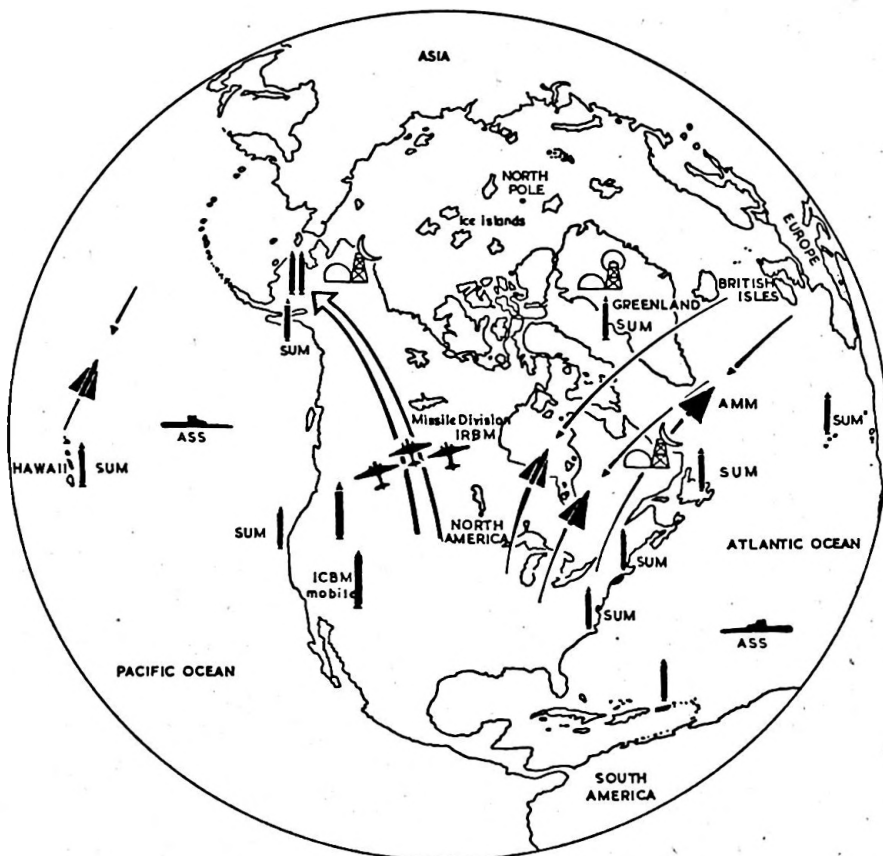 ASIA
NORTH
POLE
Ice Islands
EUROPE
BRITISH
ISLES
GREENLAND
SUM
SUM
Missile Division
IRBM
AMM
SUM
ASS
HAWAII
SUM
SUM
NORTH
AMERICA
SUM
ATLANTIC OCEAN
SUM
ICBM
mobile
SUM
ASS
PACIFIC OCEAN
SOUTH
AMERICA